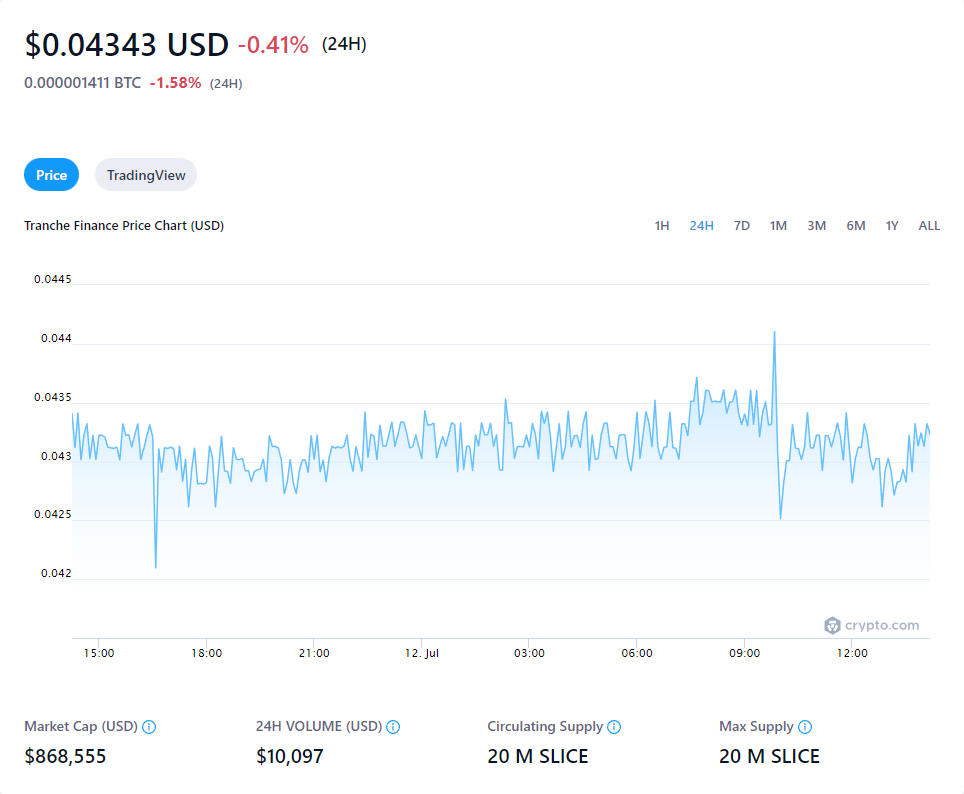 $0.04343 USD -0.41% (24H)
0.000001411 BTC -1.58% (24H)
Price TradingView
Tranche Finance Price Chart (USD) 1H 24H 7D 1M 3M 6M 1Y ALL
0.0445
0.044
0.0435
0.043
0.0425
0.042
crypto.com
15:00 18:00 21:00 12. Jul 03:00 06:00 09:00 12:00
Market Cap (USD) 24H VOLUME (USD) Circulating Supply Max Supply
$868,555 $10,097 20 M SLICE 20 M SLICE